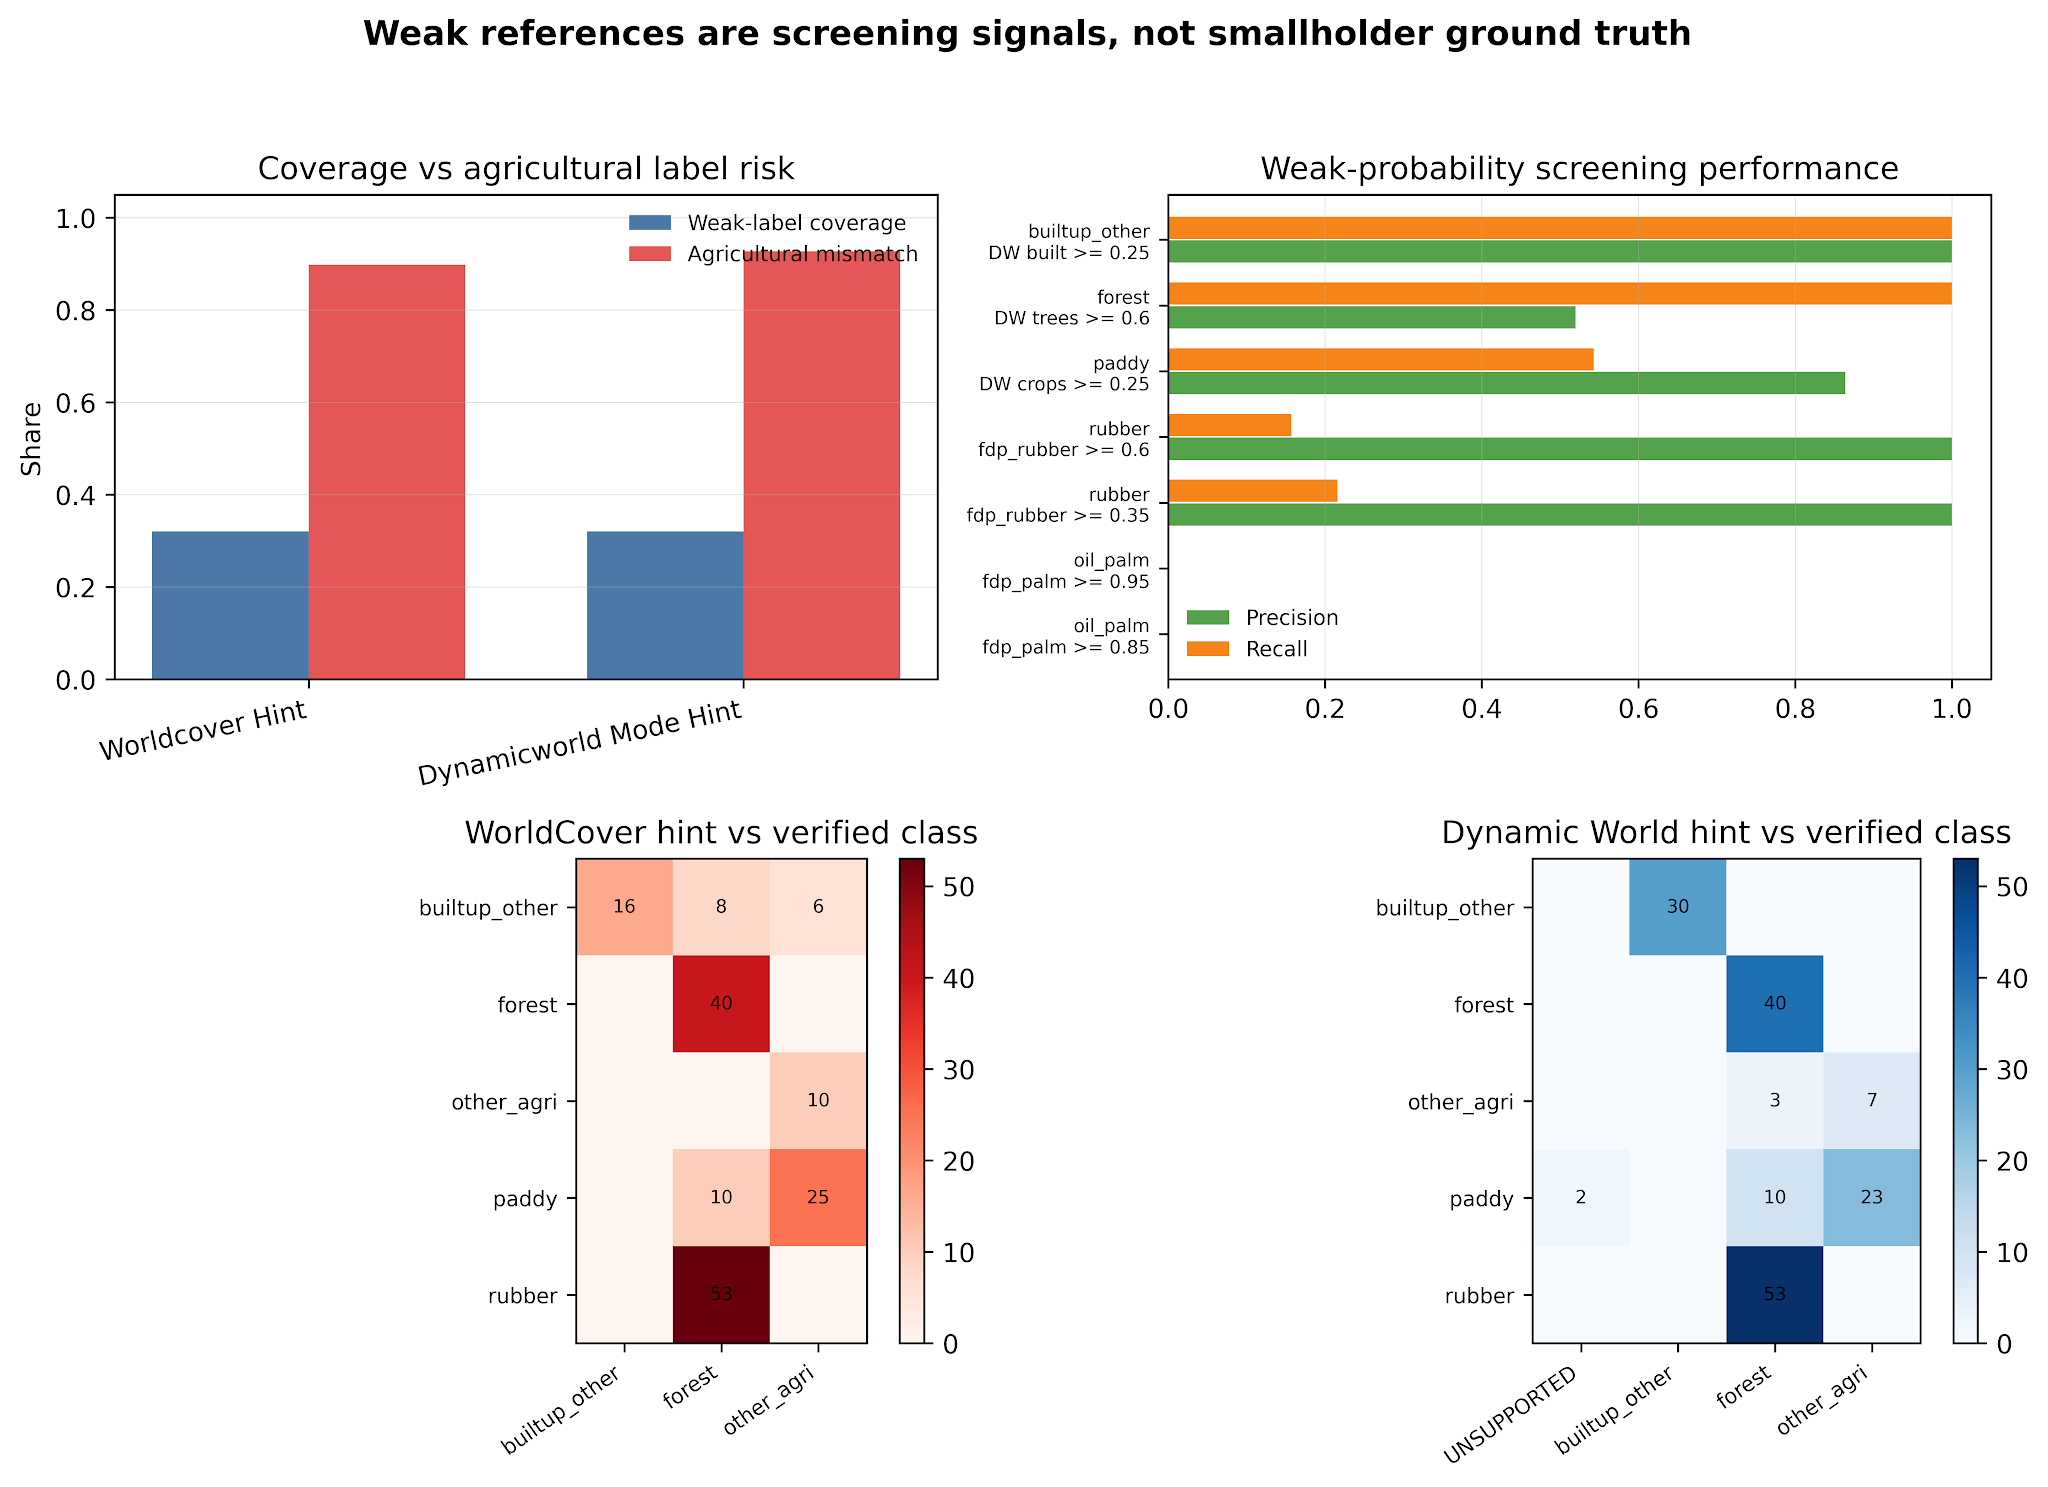 Weak references are screening signals, not smallholder ground truth
Coverage vs agricultural label risk
Share
1.0
0.8
0.6
0.4
0.2
0.0
Weak-label coverage
Agricultural mismatch
Worldcover Hint
Dynamicworld Mode Hint
Weak-probability screening performance
builtup_other
DW built >= 0.25
forest
DW trees >= 0.6
paddy
DW crops >= 0.25
rubber
fdp_rubber >= 0.6
rubber
fdp_rubber >= 0.35
oil_palm
fdp_palm >= 0.95
oil_palm
fdp_palm >= 0.85
Precision
Recall
0.0 0.2 0.4 0.6 0.8 1.0
WorldCover hint vs verified class
builtup_other 16 8 6
forest 40
other_agri 10
paddy 10 25
rubber 53
builtup_other forest other_agri
50
40
30
20
10
0
Dynamic World hint vs verified class
builtup_other 30
forest 40
other_agri 3 7
paddy 2 10 23
rubber 53
UNSUPPORTED builtup_other forest other_agri
50
40
30
20
10
0